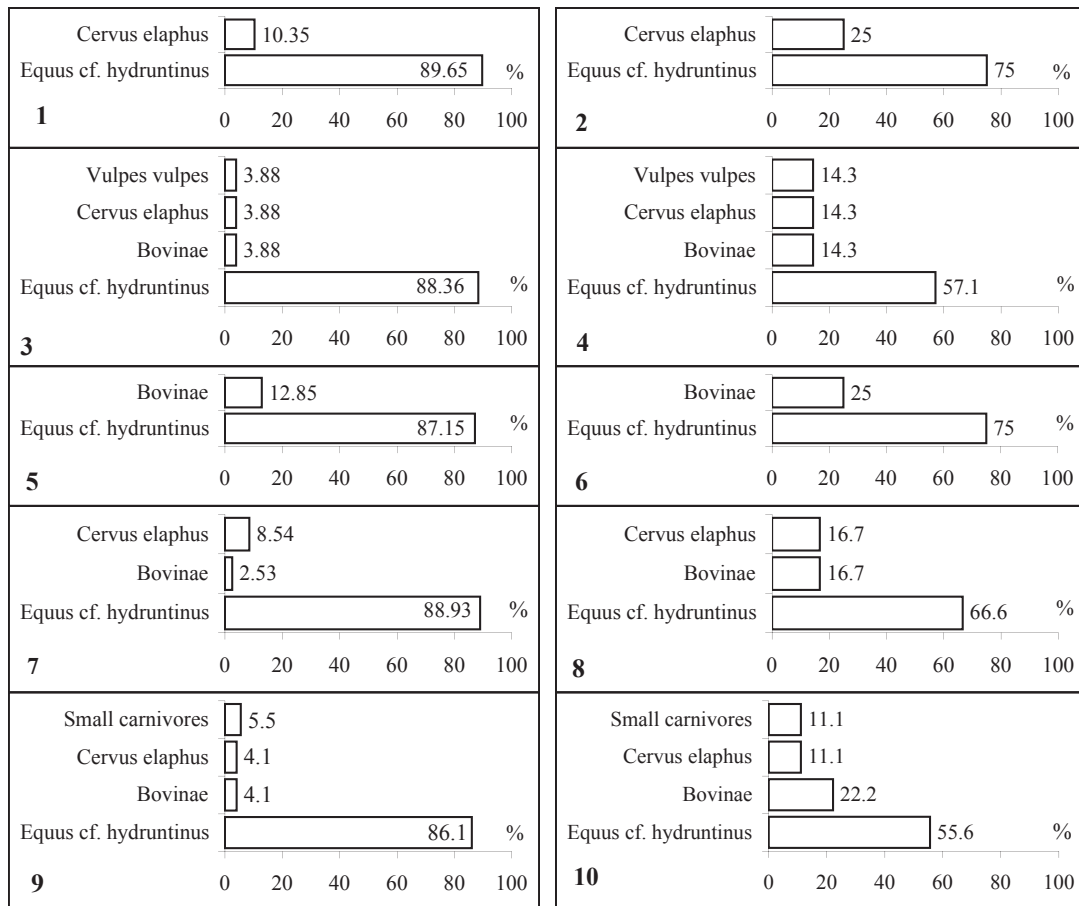 Cervus elaphus 10.35
Equus cf. hydruntinus 89.65 %
1 0 20 40 60 80 100
Cervus elaphus 25
Equus cf. hydruntinus 75 %
2 0 20 40 60 80 100
Vulpes vulpes 3.88
Cervus elaphus 3.88
Bovinae 3.88
Equus cf. hydruntinus 88.36 %
3 0 20 40 60 80 100
Vulpes vulpes 14.3
Cervus elaphus 14.3
Bovinae 14.3
Equus cf. hydruntinus 57.1 %
4 0 20 40 60 80 100
Bovinae 12.85
Equus cf. hydruntinus 87.15 %
5 0 20 40 60 80 100
Bovinae 25
Equus cf. hydruntinus 75 %
6 0 20 40 60 80 100
Cervus elaphus 8.54
Bovinae 2.53
Equus cf. hydruntinus 88.93 %
7 0 20 40 60 80 100
Cervus elaphus 16.7
Bovinae 16.7
Equus cf. hydruntinus 66.6 %
8 0 20 40 60 80 100
Small carnivores 5.5
Cervus elaphus 4.1
Bovinae 4.1
Equus cf. hydruntinus 86.1 %
9 0 20 40 60 80 100
Small carnivores 11.1
Cervus elaphus 11.1
Bovinae 22.2
Equus cf. hydruntinus 55.6 %
10 0 20 40 60 80 100